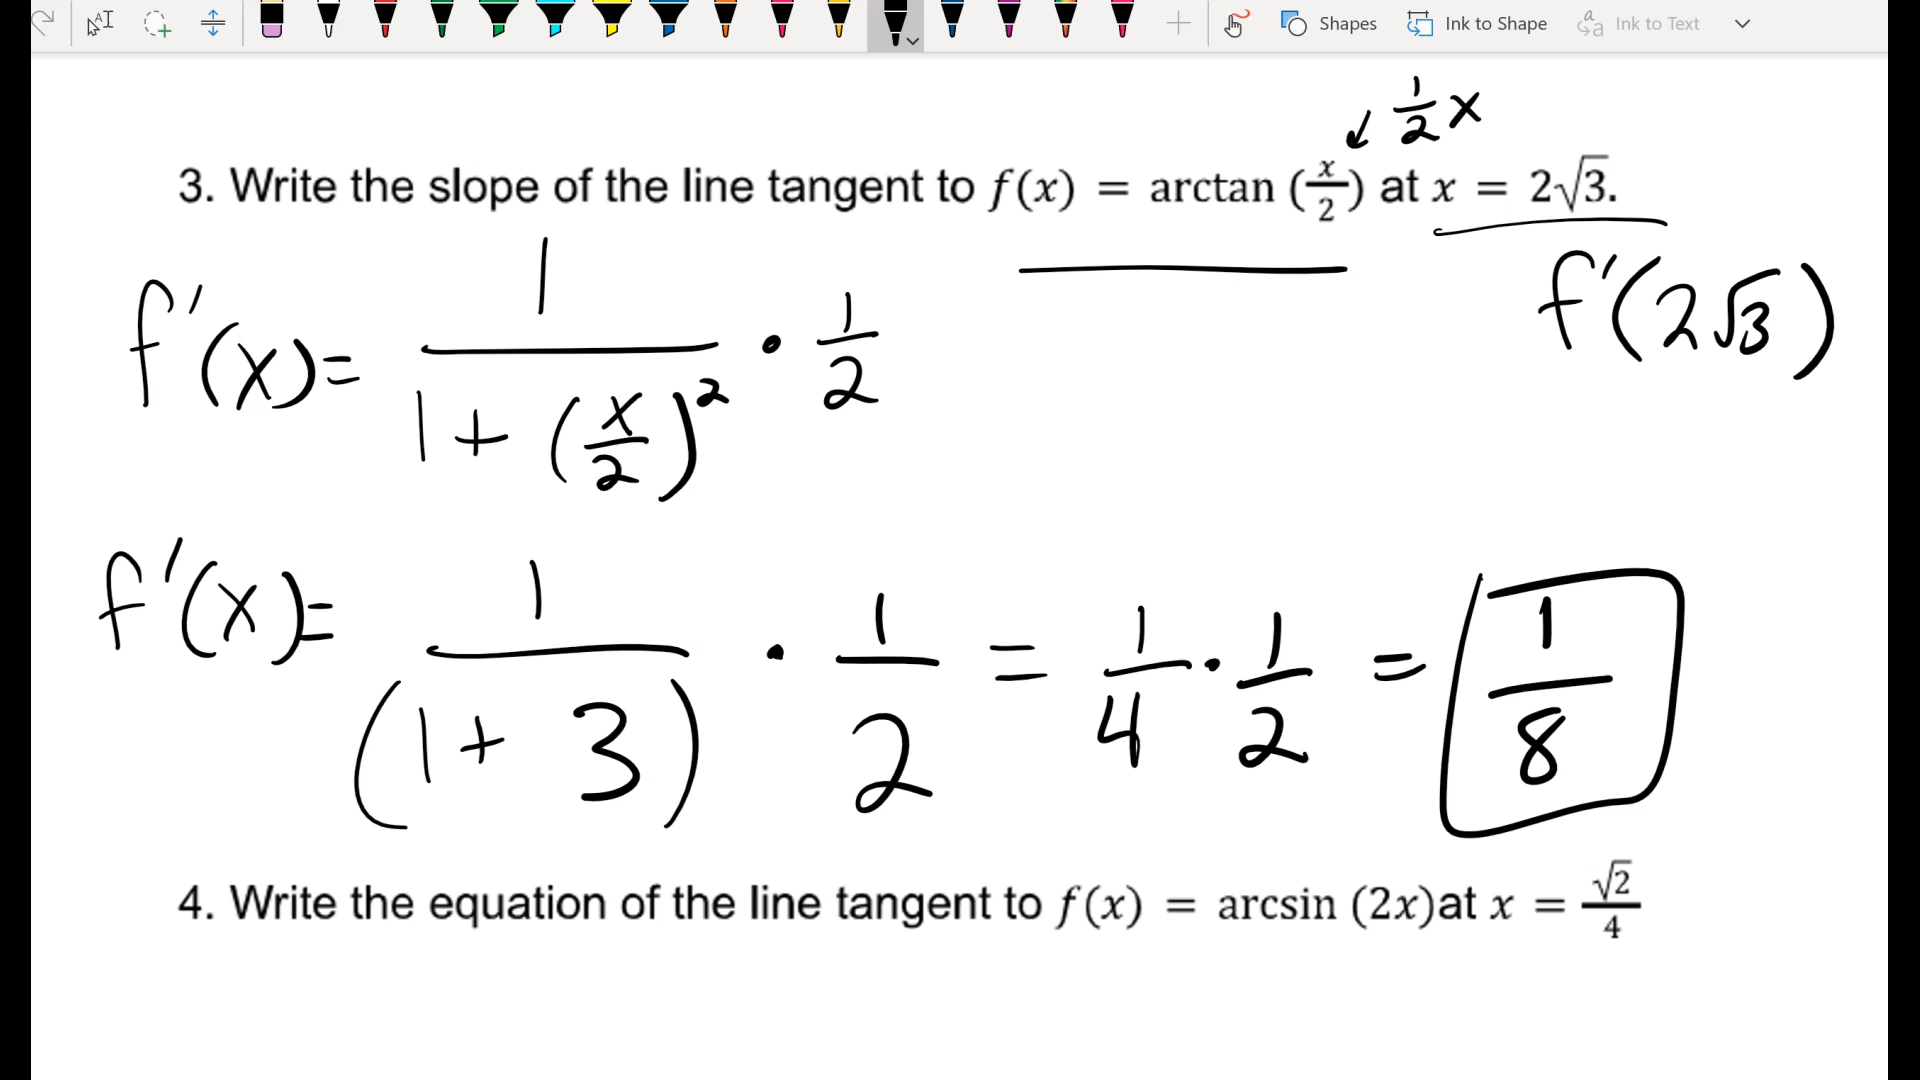 Shapes Ink to Shape Ink to Text
↙ 1/2 x
3. Write the slope of the line tangent to f(x) = arctan (x/2) at x = 2√3.
f'(2√3)
f'(x)= 1/(1 + (x/2)²) · 1/2
f'(x)= 1/(1 + 3) · 1/2 = 1/4 · 1/2 = 1/8
4. Write the equation of the line tangent to f(x) = arcsin (2x)at x = √2/4